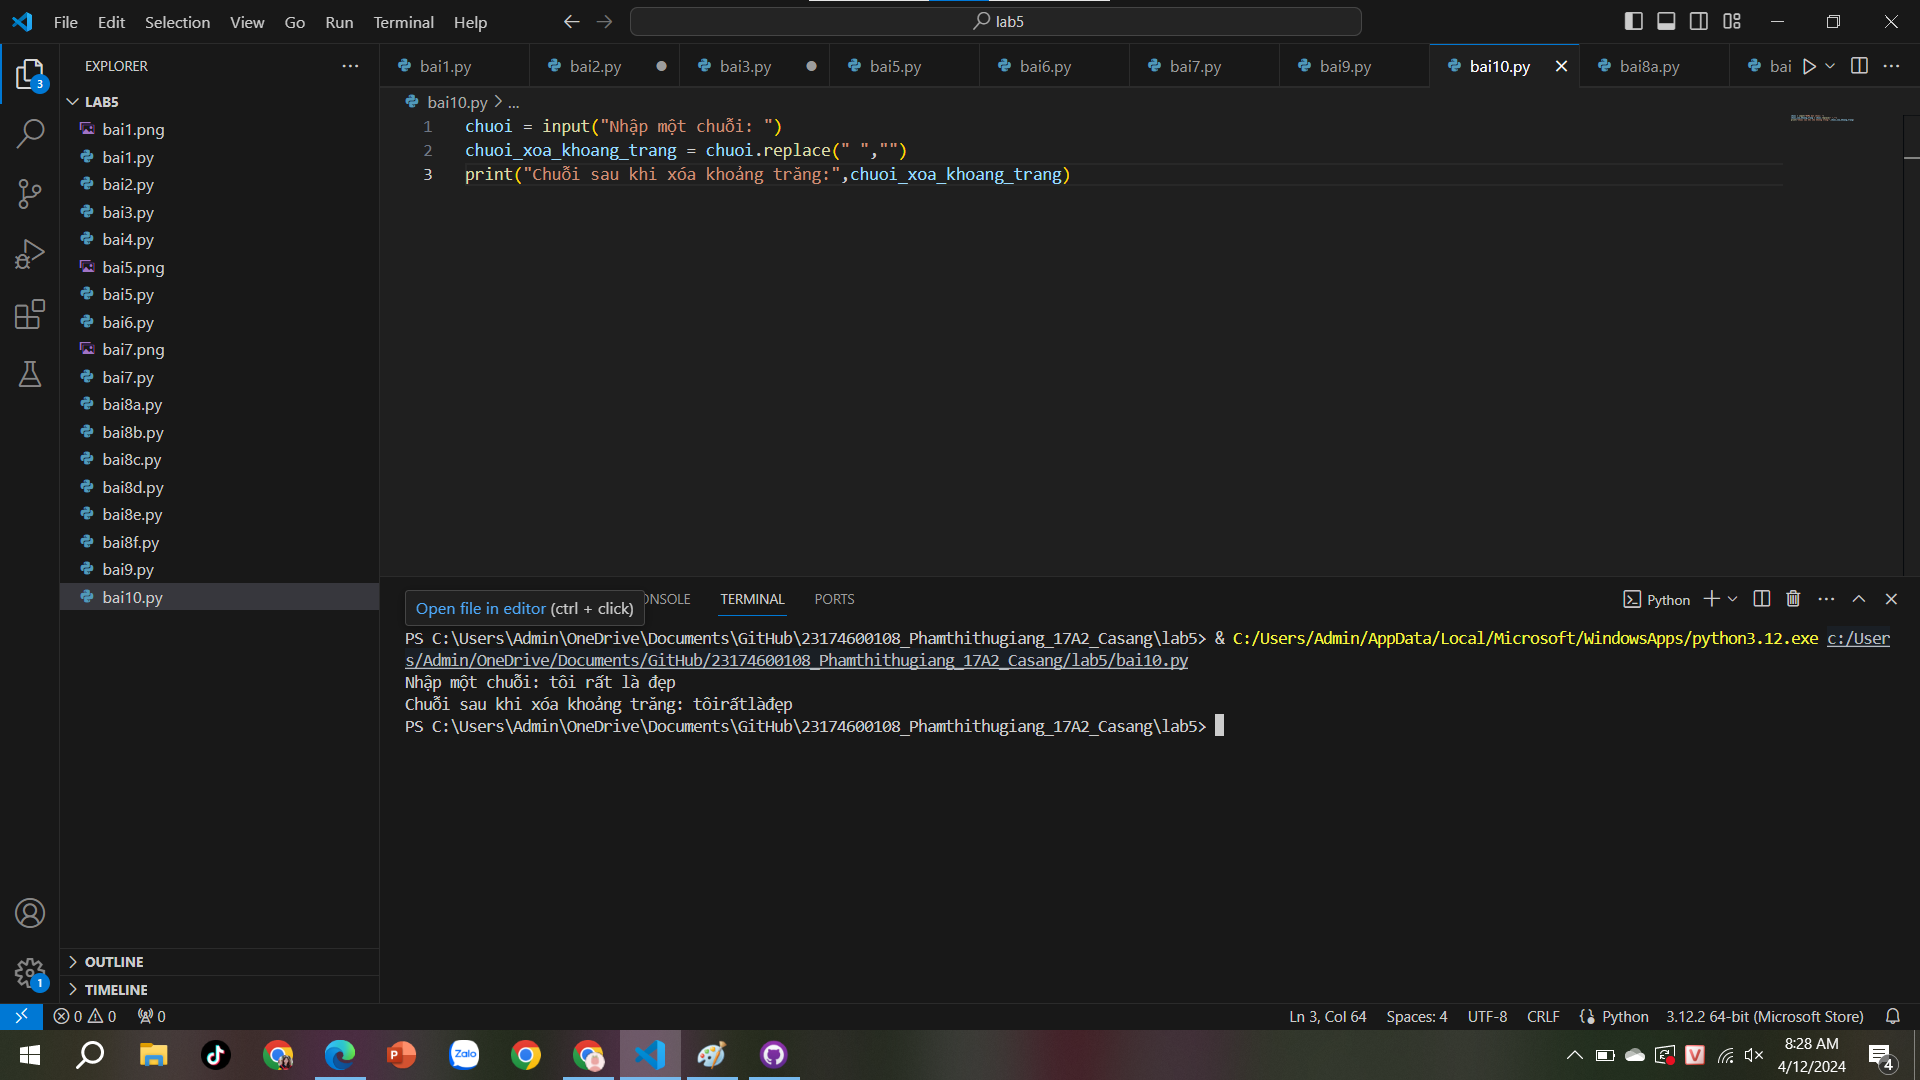 File Edit Selection View Go Run Terminal Help lab5
EXPLORER
bai1.py bai2.py bai3.py bai5.py bai6.py bai7.py bai9.py bai10.py bai8a.py bai
3
LAB5
bai1.png
bai1.py
bai2.py
bai3.py
bai4.py
bai5.png
bai5.py
bai6.py
bai7.png
bai7.py
bai8a.py
bai8b.py
bai8c.py
bai8d.py
bai8e.py
bai8f.py
bai9.py
bai10.py
OUTLINE
TIMELINE
1
bai10.py > ...
1 chuoi = input("Nhập một chuỗi: ")
2 chuoi_xoa_khoang_trang = chuoi.replace(" ","")
3 print("Chuỗi sau khi xóa khoảng trăng:",chuoi_xoa_khoang_trang)
Open file in editor (ctrl + click)
ONSOLE TERMINAL PORTS Python
PS C:\Users\Admin\OneDrive\Documents\GitHub\23174600108_Phamthithugiang_17A2_Casang\lab5> & C:/Users/Admin/AppData/Local/Microsoft/WindowsApps/python3.12.exe c:/User
s/Admin/OneDrive/Documents/GitHub/23174600108_Phamthithugiang_17A2_Casang/lab5/bai10.py
Nhập một chuỗi: tôi rất là đẹp
Chuỗi sau khi xóa khoảng trăng: tôirấtlàđẹp
PS C:\Users\Admin\OneDrive\Documents\GitHub\23174600108_Phamthithugiang_17A2_Casang\lab5>
0 0 0 Ln 3, Col 64 Spaces: 4 UTF-8 CRLF Python 3.12.2 64-bit (Microsoft Store)
P Zalo V
8:28 AM
4/12/2024
4